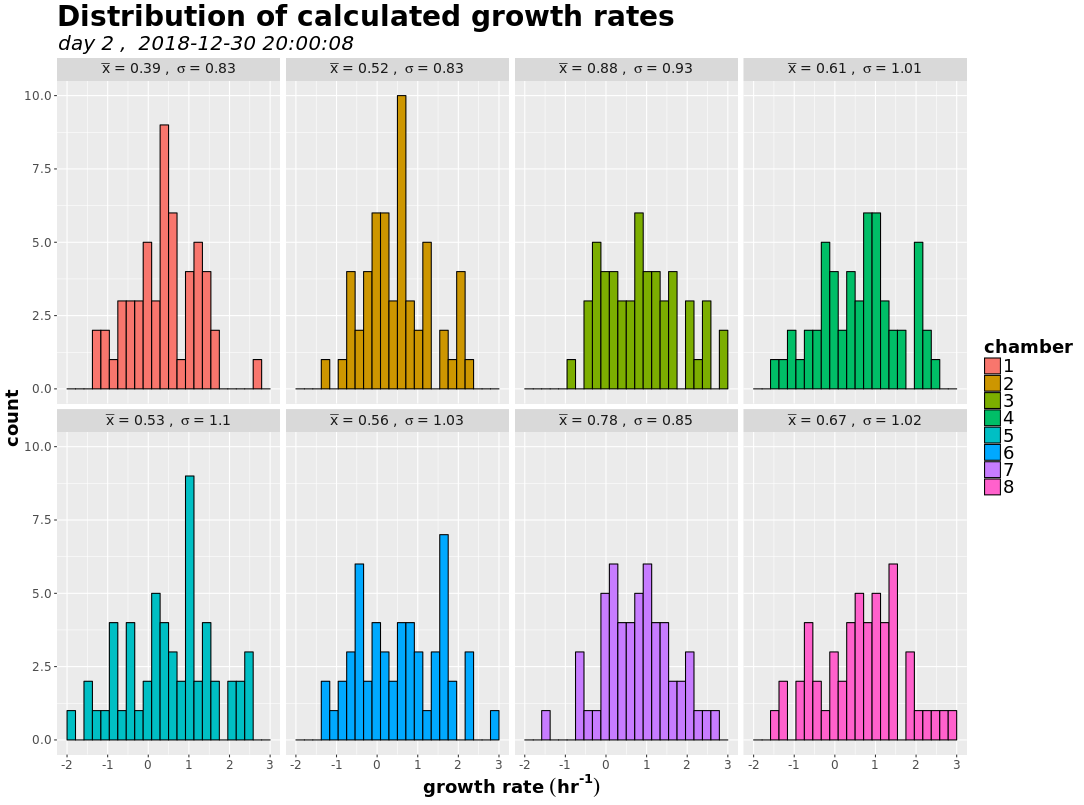 Distribution of calculated growth rates
day 2 ,  2018-12-30 20:00:08
x̅ = 0.39 ,  σ = 0.83
x̅ = 0.52 ,  σ = 0.83
x̅ = 0.88 ,  σ = 0.93
x̅ = 0.61 ,  σ = 1.01
10.0
7.5
5.0
2.5
0.0
x̅ = 0.53 ,  σ = 1.1
x̅ = 0.56 ,  σ = 1.03
x̅ = 0.78 ,  σ = 0.85
x̅ = 0.67 ,  σ = 1.02
10.0
7.5
5.0
2.5
0.0
-2 -1 0 1 2 3
-2 -1 0 1 2 3
-2 -1 0 1 2 3
-2 -1 0 1 2 3
count
growth rate (hr⁻¹)
chamber
1
2
3
4
5
6
7
8